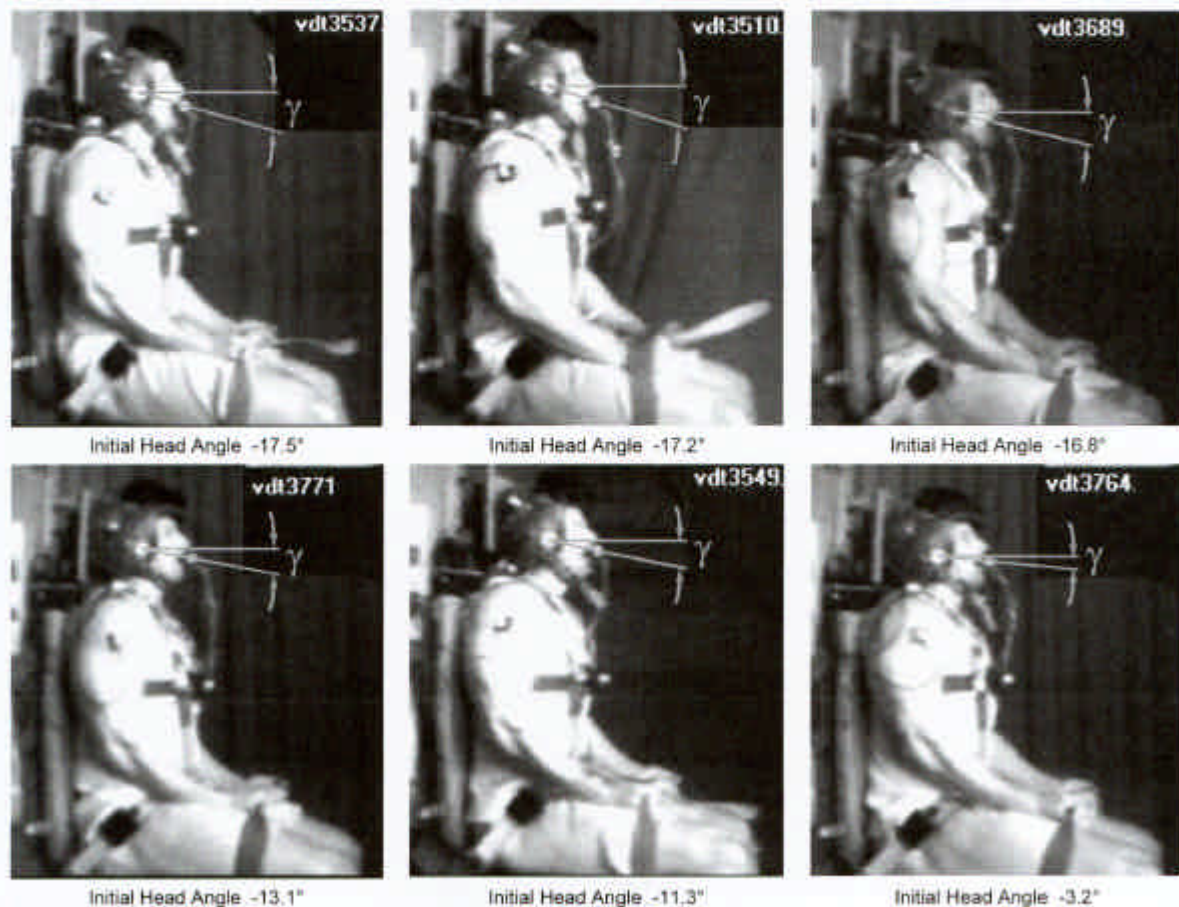 vdt3537.
γ
Initial Head Angle -17.5°
vdt3510.
γ
Initial Head Angle -17.2°
vdt3689
γ
Initial Head Angle -16.8°
vdt3771
γ
Initial Head Angle -13.1°
vdt3549.
γ
Initial Head Angle -11.3°
vdt3764.
γ
Initial Head Angle -3.2°